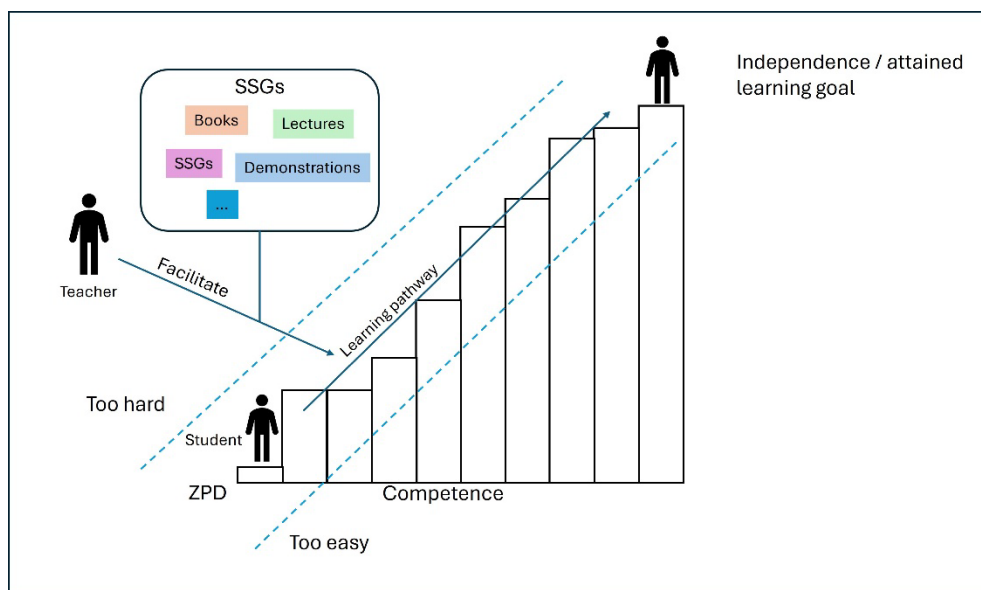 SSGs
Books
Lectures
SSGs
Demonstrations
...
Independence / attained
learning goal
Teacher
Facilitate
Learning pathway
Too hard
Student
ZPD
Competence
Too easy